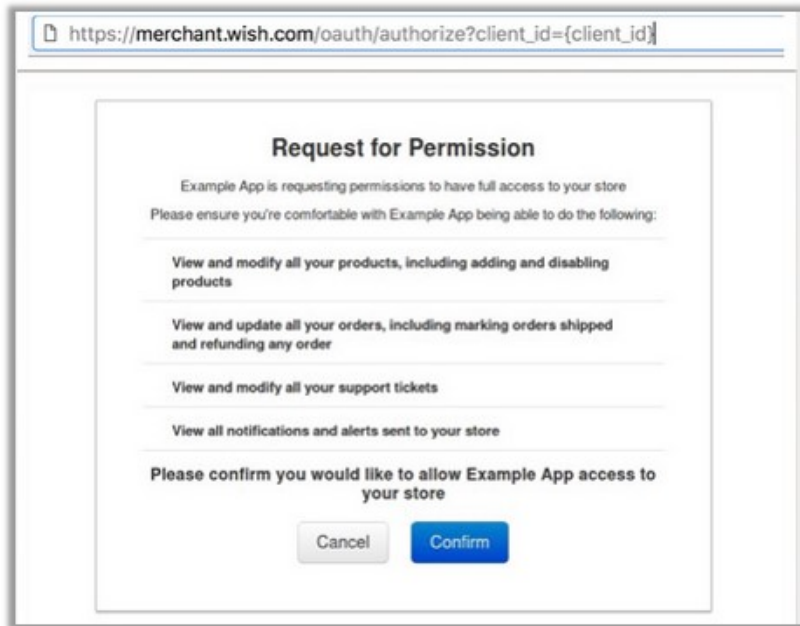 https://merchant.wish.com/oauth/authorize?client_id={client_id}
Request for Permission
Example App is requesting permissions to have full access to your store
Please ensure you're comfortable with Example App being able to do the following:
View and modify all your products, including adding and disabling
products
View and update all your orders, including marking orders shipped
and refunding any order
View and modify all your support tickets
View all notifications and alerts sent to your store
Please confirm you would like to allow Example App access to
your store
Cancel Confirm